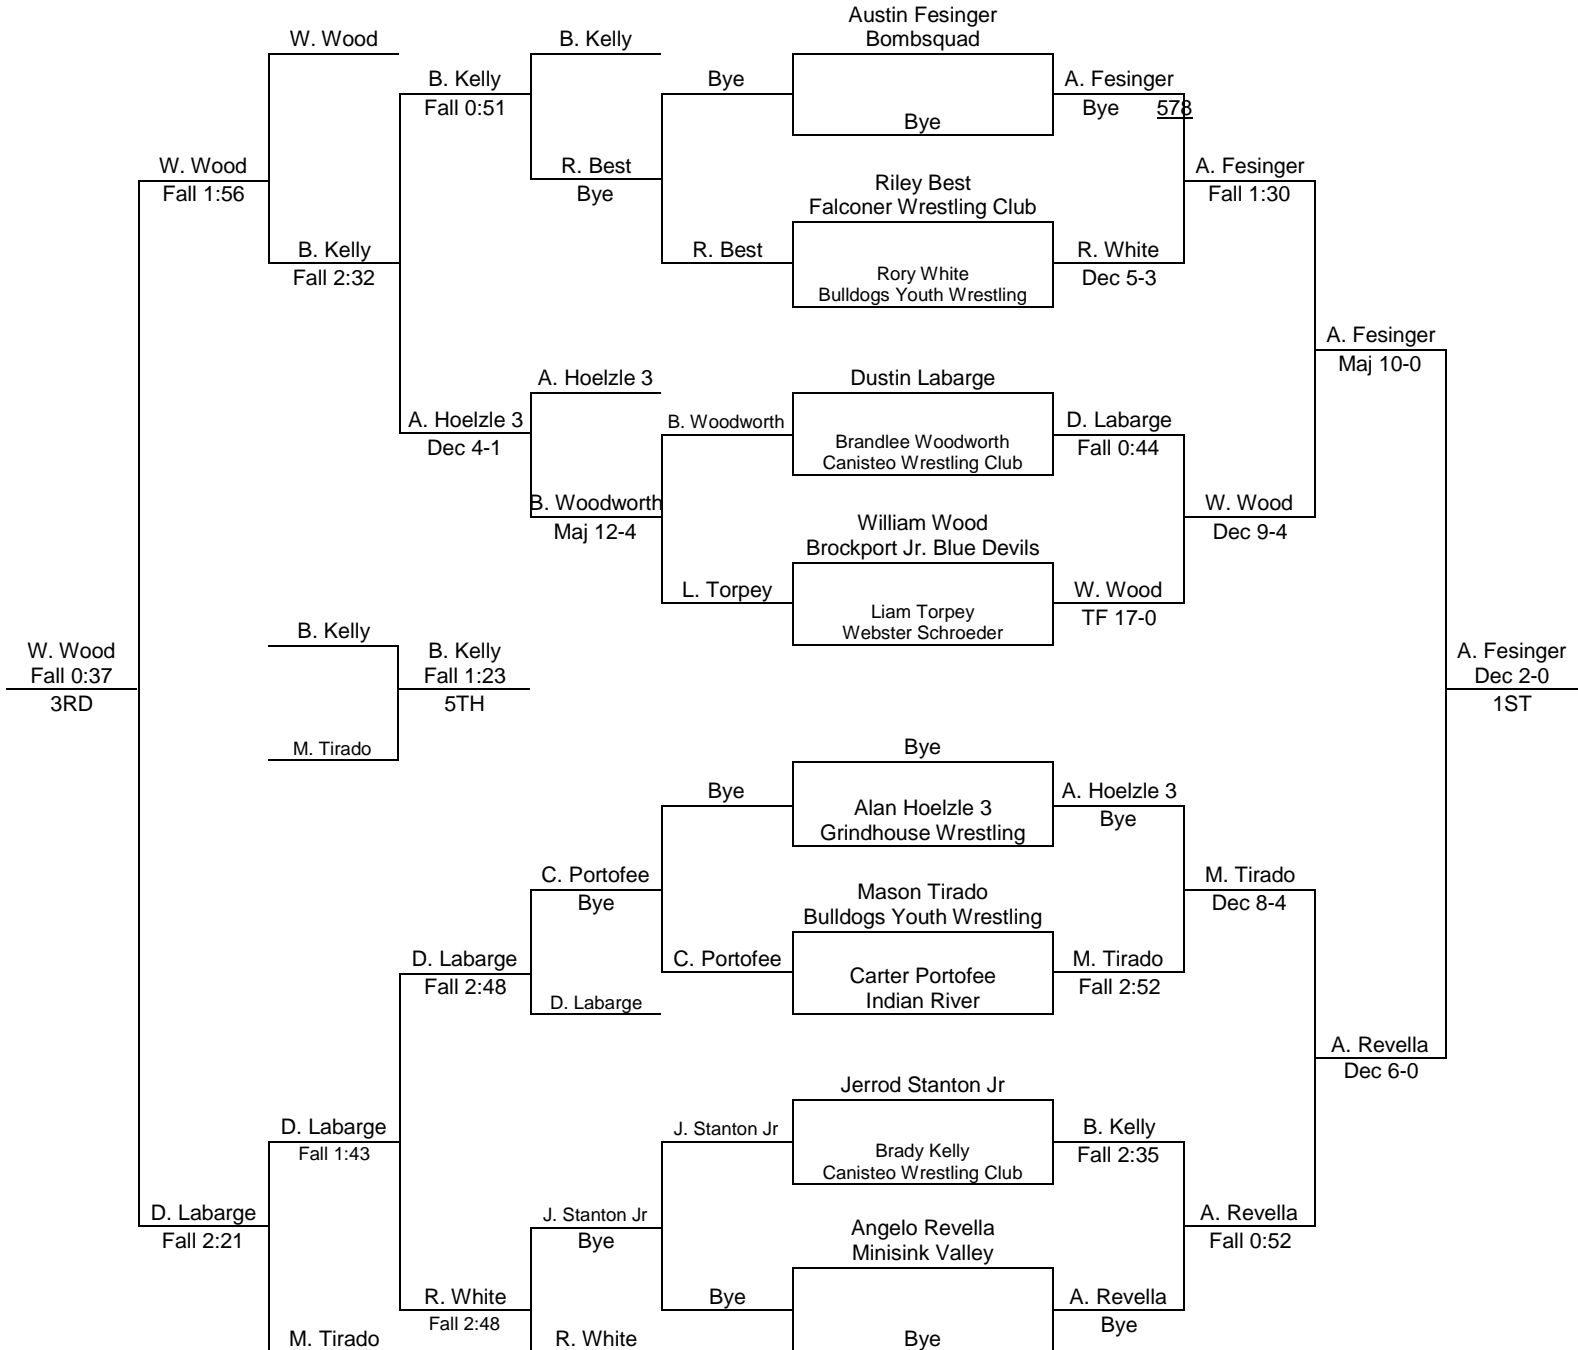 Austin Fesinger
W. Wood
B. Kelly
Bombsquad
B. Kelly
Bye
A. Fesinger
Fall 0:51
Bye
Bye
578
W. Wood
R. Best
A. Fesinger
Fall 1:56
Bye
Riley Best
Fall 1:30
Falconer Wrestling Club
B. Kelly
R. Best
R. White
Fall 2:32
Rory White
Dec 5-3
Bulldogs Youth Wrestling
A. Fesinger
Maj 10-0
A. Hoelzle 3
Dustin Labarge
A. Hoelzle 3
B. Woodworth
D. Labarge
Dec 4-1
Brandlee Woodworth
Fall 0:44
Canisteo Wrestling Club
B. Woodworth
W. Wood
Maj 12-4
William Wood
Dec 9-4
Brockport Jr. Blue Devils
L. Torpey
W. Wood
Liam Torpey
TF 17-0
Webster Schroeder
B. Kelly
W. Wood
B. Kelly
A. Fesinger
Fall 0:37
Fall 1:23
Dec 2-0
3RD
5TH
1ST
M. Tirado
Bye
Bye
A. Hoelzle 3
Alan Hoelzle 3
Bye
Grindhouse Wrestling
C. Portofee
M. Tirado
Bye
Mason Tirado
Dec 8-4
Bulldogs Youth Wrestling
D. Labarge
C. Portofee
M. Tirado
Fall 2:48
Carter Portofee
Fall 2:52
D. Labarge
Indian River
A. Revella
Dec 6-0
Jerrod Stanton Jr
D. Labarge
J. Stanton Jr
B. Kelly
Fall 1:43
Brady Kelly
Fall 2:35
Canisteo Wrestling Club
D. Labarge
J. Stanton Jr
A. Revella
Fall 2:21
Bye
Angelo Revella
Fall 0:52
Minisink Valley
R. White
Bye
A. Revella
Fall 2:48
Bye
M. Tirado
R. White
Bye